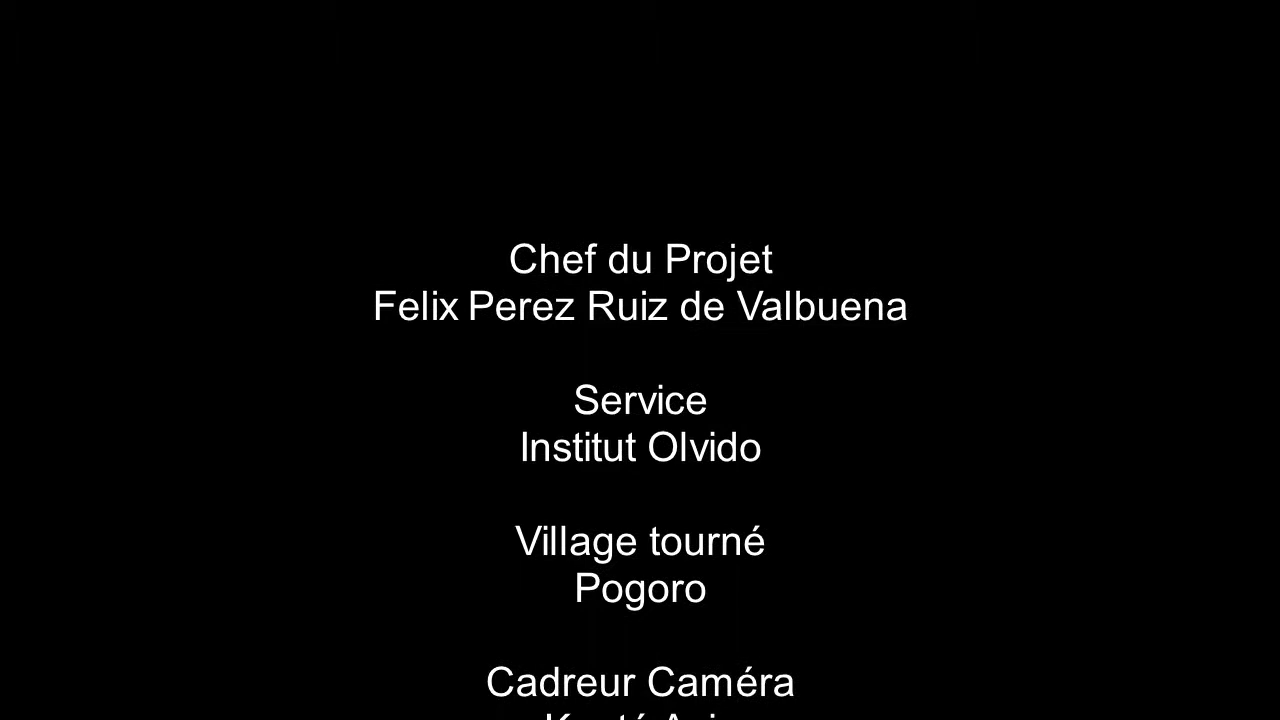 Chef du Projet
Felix Perez Ruiz de Valbuena
Service
Institut Olvido
Village tourné
Pogoro
Cadreur Caméra